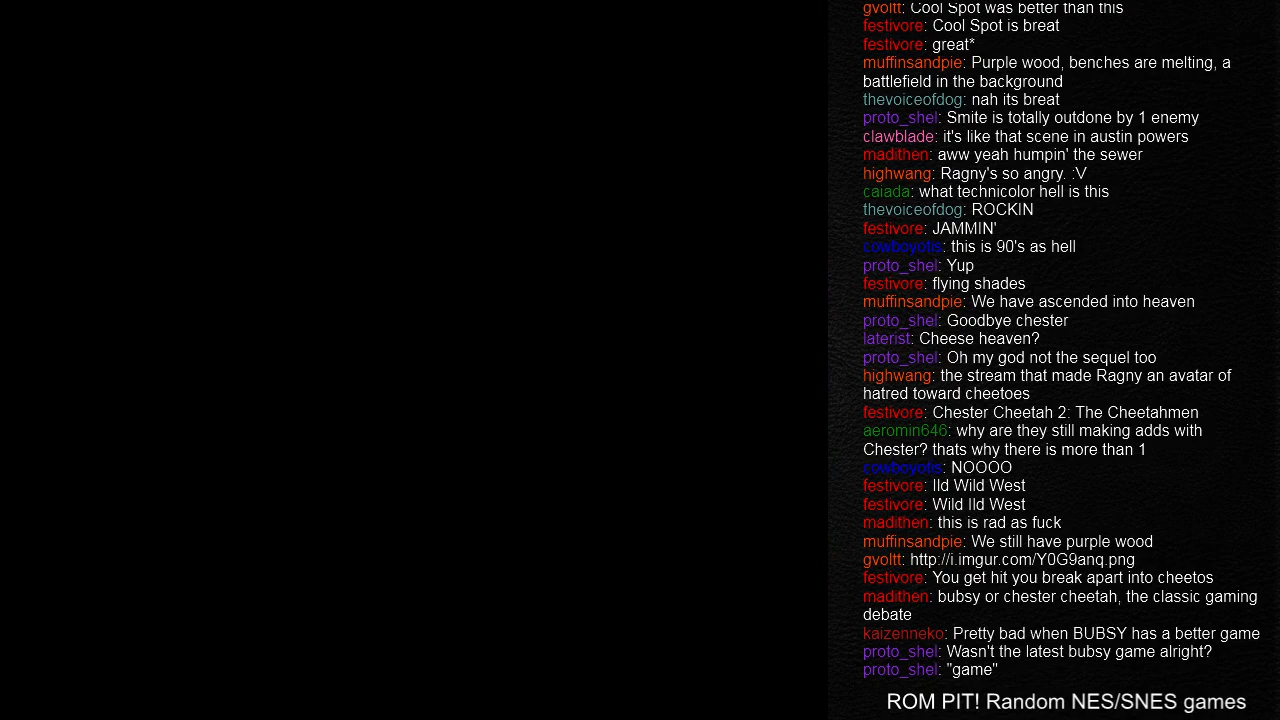 gvoltt: Cool Spot was better than this
festivore: Cool Spot is breat
festivore: great*
muffinsandpie: Purple wood, benches are melting, a
battlefield in the background
thevoiceofdog: nah its breat
proto_shel: Smite is totally outdone by 1 enemy
clawblade: it's like that scene in austin powers
madithen: aww yeah humpin' the sewer
highwang: Ragny's so angry. :V
caiada: what technicolor hell is this
thevoiceofdog: ROCKIN
festivore: JAMMIN'
cowboyotis: this is 90's as hell
proto_shel: Yup
festivore: flying shades
muffinsandpie: We have ascended into heaven
proto_shel: Goodbye chester
laterist: Cheese heaven?
proto_shel: Oh my god not the sequel too
highwang: the stream that made Ragny an avatar of
hatred toward cheetoes
festivore: Chester Cheetah 2: The Cheetahmen
aeromin646: why are they still making adds with
Chester? thats why there is more than 1
cowboyotis: NOOOO
festivore: Ild Wild West
festivore: Wild Ild West
madithen: this is rad as fuck
muffinsandpie: We still have purple wood
gvoltt: http://i.imgur.com/Y0G9anq.png
festivore: You get hit you break apart into cheetos
madithen: bubsy or chester cheetah, the classic gaming
debate
kaizenneko: Pretty bad when BUBSY has a better game
proto_shel: Wasn't the latest bubsy game alright?
proto_shel: "game"
ROM PIT! Random NES/SNES games